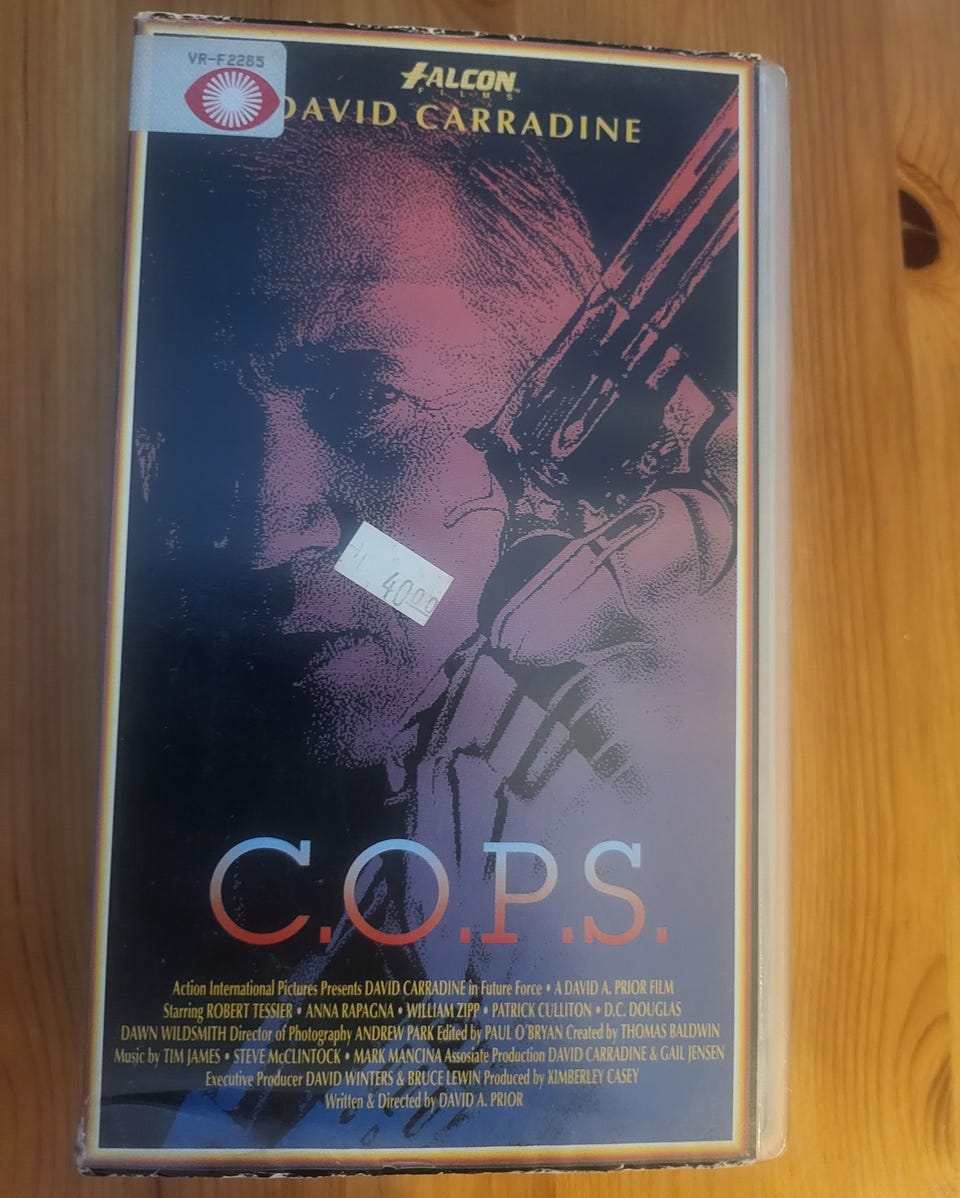 VR-F2285
FALCON
FILMS
DAVID CARRADINE
40.00
C.O.P.S.
Action International Pictures Presents DAVID CARRADINE in Future Force • A DAVID A. PRIOR FILM
Starring ROBERT TESSIER • ANNA RAPAGNA • WILLIAM ZIPP • PATRICK CULLITON • D.C. DOUGLAS
DAWN WILDSMITH Director of Photography ANDREW PARK Edited by PAUL O'BRYAN Created by THOMAS BALDWIN
Music by TIM JAMES • STEVE McCLINTOCK • MARK MANCINA Assosiate Production DAVID CARRADINE & GAIL JENSEN
Executive Producer DAVID WINTERS & BRUCE LEWIN Produced by KIMBERLEY CASEY
Written & Directed by DAVID A. PRIOR